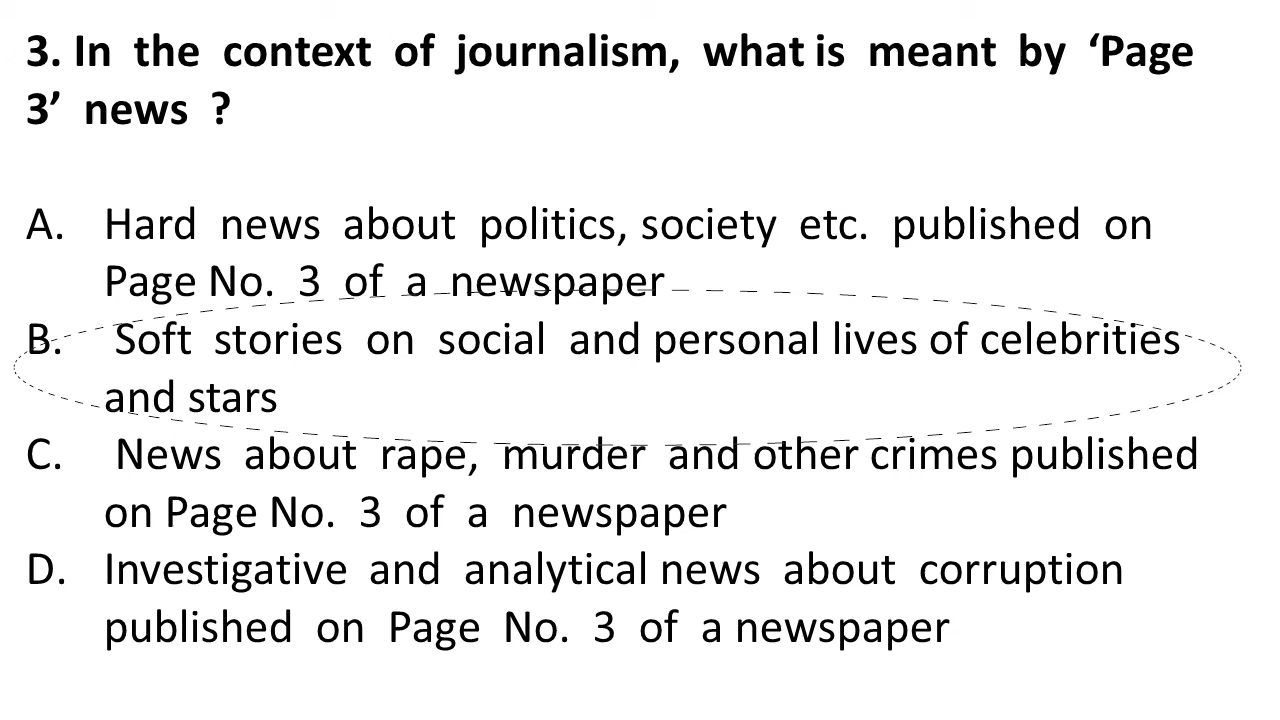 3. In the context of journalism, what is meant by ‘Page
3’ news ?
A. Hard news about politics, society etc. published on
Page No. 3 of a newspaper
B. Soft stories on social and personal lives of celebrities
and stars
C. News about rape, murder and other crimes published
on Page No. 3 of a newspaper
D. Investigative and analytical news about corruption
published on Page No. 3 of a newspaper